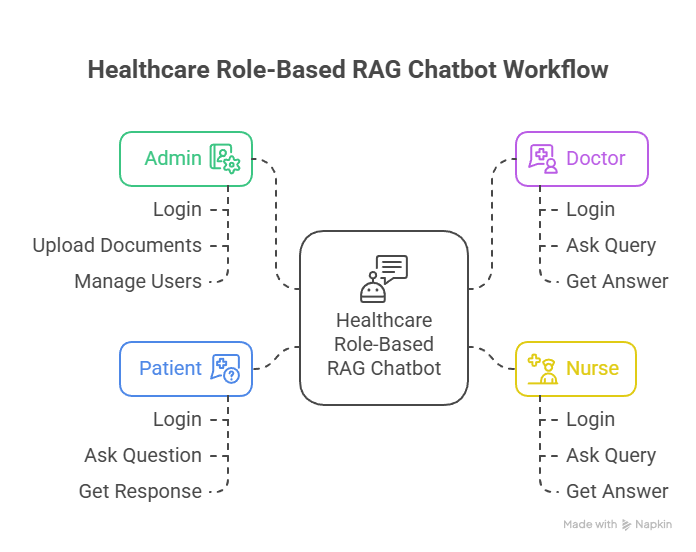 Healthcare Role-Based RAG Chatbot Workflow
Admin
Login
Upload Documents
Manage Users
Doctor
Login
Ask Query
Get Answer
Healthcare
Role-Based
RAG Chatbot
Patient
Login
Ask Question
Get Response
Nurse
Login
Ask Query
Get Answer
Made with Napkin